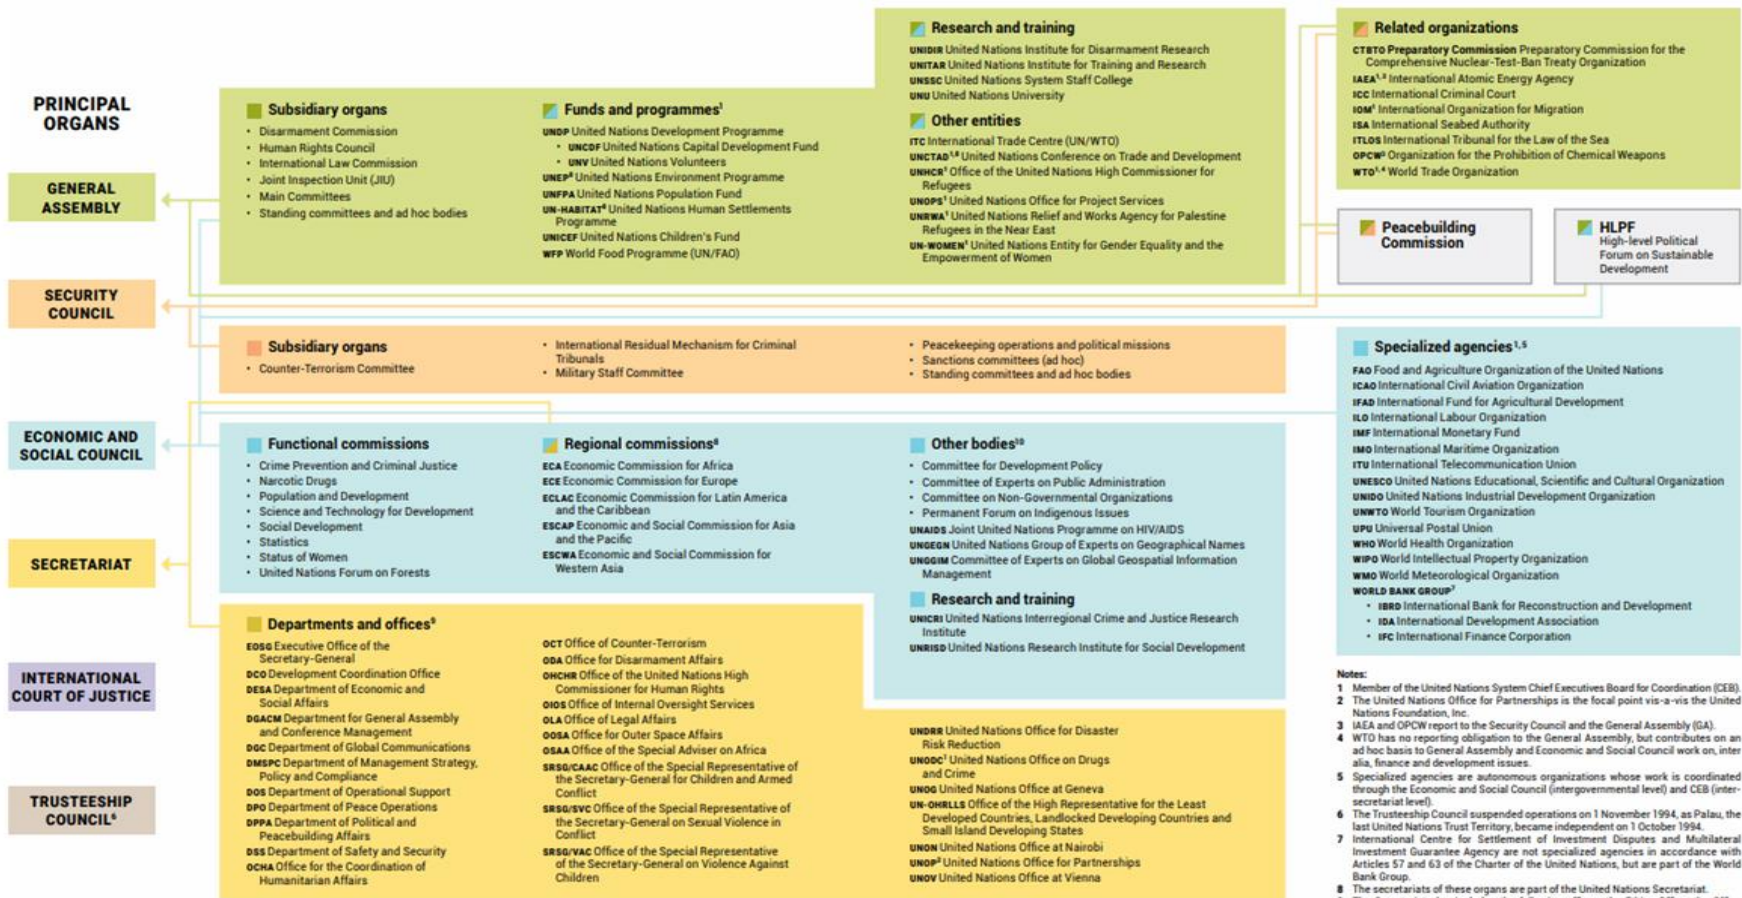 PRINCIPAL
ORGANS
GENERAL
ASSEMBLY
SECURITY
COUNCIL
ECONOMIC AND
SOCIAL COUNCIL
SECRETARIAT
INTERNATIONAL
COURT OF JUSTICE
TRUSTEESHIP
COUNCIL⁶
Subsidiary organs
• Disarmament Commission
• Human Rights Council
• International Law Commission
• Joint Inspection Unit (JIU)
• Main Committees
• Standing committees and ad hoc bodies
Funds and programmes¹
UNDP United Nations Development Programme
• UNCDF United Nations Capital Development Fund
• UNV United Nations Volunteers
UNEP⁸ United Nations Environment Programme
UNFPA United Nations Population Fund
UN-HABITAT⁸ United Nations Human Settlements
Programme
UNICEF United Nations Children's Fund
WFP World Food Programme (UN/FAO)
Research and training
UNIDIR United Nations Institute for Disarmament Research
UNITAR United Nations Institute for Training and Research
UNSSC United Nations System Staff College
UNU United Nations University
Other entities
ITC International Trade Centre (UN/WTO)
UNCTAD¹,⁸ United Nations Conference on Trade and Development
UNHCR¹ Office of the United Nations High Commissioner for
Refugees
UNOPS¹ United Nations Office for Project Services
UNRWA¹ United Nations Relief and Works Agency for Palestine
Refugees in the Near East
UN-WOMEN¹ United Nations Entity for Gender Equality and the
Empowerment of Women
Related organizations
CTBTO Preparatory Commission Preparatory Commission for the
Comprehensive Nuclear-Test-Ban Treaty Organization
IAEA¹,³ International Atomic Energy Agency
ICC International Criminal Court
IOM¹ International Organization for Migration
ISA International Seabed Authority
ITLOS International Tribunal for the Law of the Sea
OPCW³ Organization for the Prohibition of Chemical Weapons
WTO¹,⁴ World Trade Organization
Peacebuilding
Commission
HLPF
High-level Political
Forum on Sustainable
Development
Subsidiary organs
• Counter-Terrorism Committee
• International Residual Mechanism for Criminal
Tribunals
• Military Staff Committee
• Peacekeeping operations and political missions
• Sanctions committees (ad hoc)
• Standing committees and ad hoc bodies
Functional commissions
• Crime Prevention and Criminal Justice
• Narcotic Drugs
• Population and Development
• Science and Technology for Development
• Social Development
• Statistics
• Status of Women
• United Nations Forum on Forests
Regional commissions⁸
ECA Economic Commission for Africa
ECE Economic Commission for Europe
ECLAC Economic Commission for Latin America
and the Caribbean
ESCAP Economic and Social Commission for Asia
and the Pacific
ESCWA Economic and Social Commission for
Western Asia
Other bodies¹⁰
• Committee for Development Policy
• Committee of Experts on Public Administration
• Committee on Non-Governmental Organizations
• Permanent Forum on Indigenous Issues
UNAIDS Joint United Nations Programme on HIV/AIDS
UNGEGN United Nations Group of Experts on Geographical Names
UNGGIM Committee of Experts on Global Geospatial Information
Management
Research and training
UNICRI United Nations Interregional Crime and Justice Research
Institute
UNRISD United Nations Research Institute for Social Development
Specialized agencies¹,⁵
FAO Food and Agriculture Organization of the United Nations
ICAO International Civil Aviation Organization
IFAD International Fund for Agricultural Development
ILO International Labour Organization
IMF International Monetary Fund
IMO International Maritime Organization
ITU International Telecommunication Union
UNESCO United Nations Educational, Scientific and Cultural Organization
UNIDO United Nations Industrial Development Organization
UNWTO World Tourism Organization
UPU Universal Postal Union
WHO World Health Organization
WIPO World Intellectual Property Organization
WMO World Meteorological Organization
WORLD BANK GROUP⁷
• IBRD International Bank for Reconstruction and Development
• IDA International Development Association
• IFC International Finance Corporation
Departments and offices⁹
EOSG Executive Office of the
Secretary-General
DCO Development Coordination Office
DESA Department of Economic and
Social Affairs
DGACM Department for General Assembly
and Conference Management
DGC Department of Global Communications
DMSPC Department of Management Strategy,
Policy and Compliance
DOS Department of Operational Support
DPO Department of Peace Operations
DPPA Department of Political and
Peacebuilding Affairs
DSS Department of Safety and Security
OCHA Office for the Coordination of
Humanitarian Affairs
OCT Office of Counter-Terrorism
ODA Office for Disarmament Affairs
OHCHR Office of the United Nations High
Commissioner for Human Rights
OIOS Office of Internal Oversight Services
OLA Office of Legal Affairs
OOSA Office for Outer Space Affairs
OSAA Office of the Special Adviser on Africa
SRSG/CAAC Office of the Special Representative of
the Secretary-General for Children and Armed
Conflict
SRSG/SVC Office of the Special Representative of
the Secretary-General on Sexual Violence in
Conflict
SRSG/VAC Office of the Special Representative
of the Secretary-General on Violence Against
Children
UNDRR United Nations Office for Disaster
Risk Reduction
UNODC¹ United Nations Office on Drugs
and Crime
UNOG United Nations Office at Geneva
UN-OHRLLS Office of the High Representative for the Least
Developed Countries, Landlocked Developing Countries and
Small Island Developing States
UNON United Nations Office at Nairobi
UNOP² United Nations Office for Partnerships
UNOV United Nations Office at Vienna
Notes:
1 Member of the United Nations System Chief Executives Board for Coordination (CEB).
2 The United Nations Office for Partnerships is the focal point vis-a-vis the United
Nations Foundation, Inc.
3 IAEA and OPCW report to the Security Council and the General Assembly (GA).
4 WTO has no reporting obligation to the General Assembly, but contributes on an
ad hoc basis to General Assembly and Economic and Social Council work on, inter
alia, finance and development issues.
5 Specialized agencies are autonomous organizations whose work is coordinated
through the Economic and Social Council (intergovernmental level) and CEB (inter-
secretariat level).
6 The Trusteeship Council suspended operations on 1 November 1994, as Palau, the
last United Nations Trust Territory, became independent on 1 October 1994.
7 International Centre for Settlement of Investment Disputes and Multilateral
Investment Guarantee Agency are not specialized agencies in accordance with
Articles 57 and 63 of the Charter of the United Nations, but are part of the World
Bank Group.
8 The secretariats of these organs are part of the United Nations Secretariat.